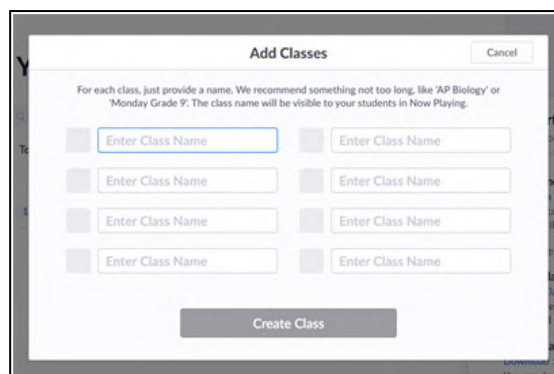 Add Classes
Cancel
For each class, just provide a name. We recommend something not too long, like 'AP Biology' or
'Monday Grade 9'. The class name will be visible to your students in Now Playing.
Enter Class Name Enter Class Name
Enter Class Name Enter Class Name
Enter Class Name Enter Class Name
Enter Class Name Enter Class Name
Create Class
Download